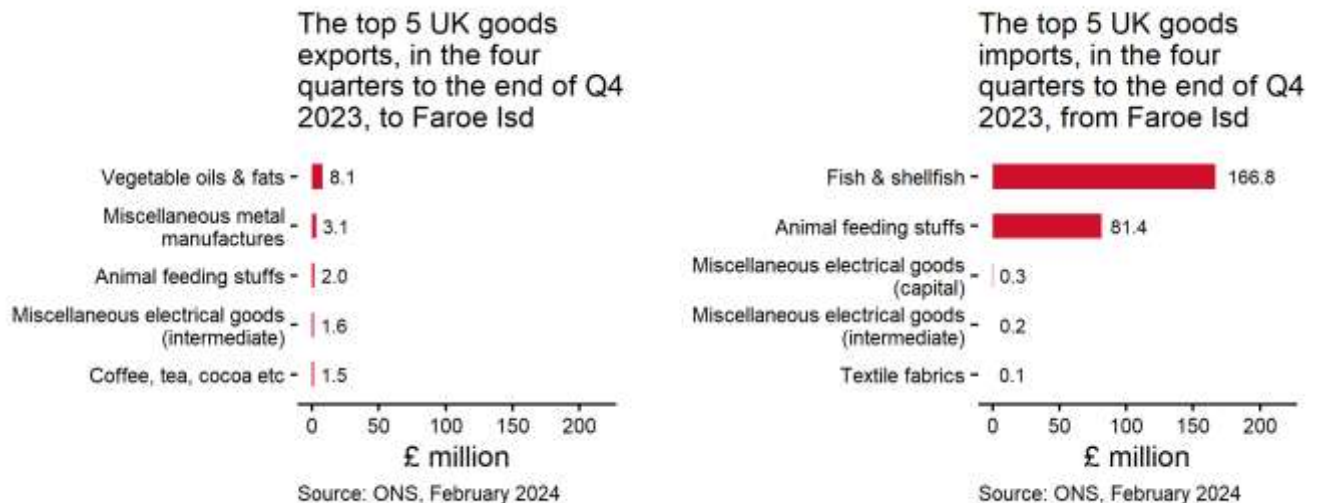 The top 5 UK goods
exports, in the four
quarters to the end of Q4
2023, to Faroe Isd
Vegetable oils & fats
8.1
Miscellaneous metal
manufactures
3.1
Animal feeding stuffs
2.0
Miscellaneous electrical goods
(intermediate)
1.6
Coffee, tea, cocoa etc
1.5
0 50 100 150 200
£ million
Source: ONS, February 2024
The top 5 UK goods
imports, in the four
quarters to the end of Q4
2023, from Faroe Isd
Fish & shellfish
166.8
Animal feeding stuffs
81.4
Miscellaneous electrical goods
(capital)
0.3
Miscellaneous electrical goods
(intermediate)
0.2
Textile fabrics
0.1
0 50 100 150 200
£ million
Source: ONS, February 2024